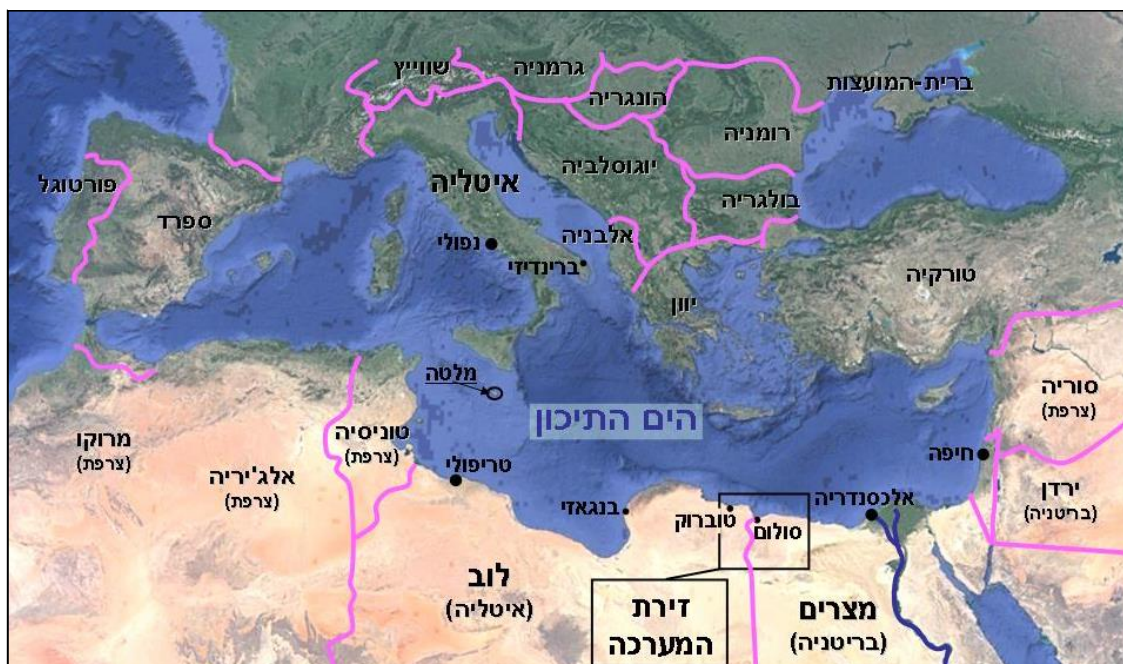 שווייץ
גרמניה
הונגריה
ברית-המועצות
רומניה
יוגוסלביה
איטליה
פורטוגל
ספרד
בולגריה
אלבניה
נפולי
ברינדיזי
טורקיה
יוון
מלטה
סוריה
(צרפת)
הים התיכון
מרוקו
(צרפת)
טוניסיה
(צרפת)
אלג'יריה
(צרפת)
טריפולי
חיפה
ירדן
(בריטניה)
בנגאזי
טוברוק
סולום
אלכסנדריה
לוב
(איטליה)
זירת
המערכה
מצרים
(בריטניה)